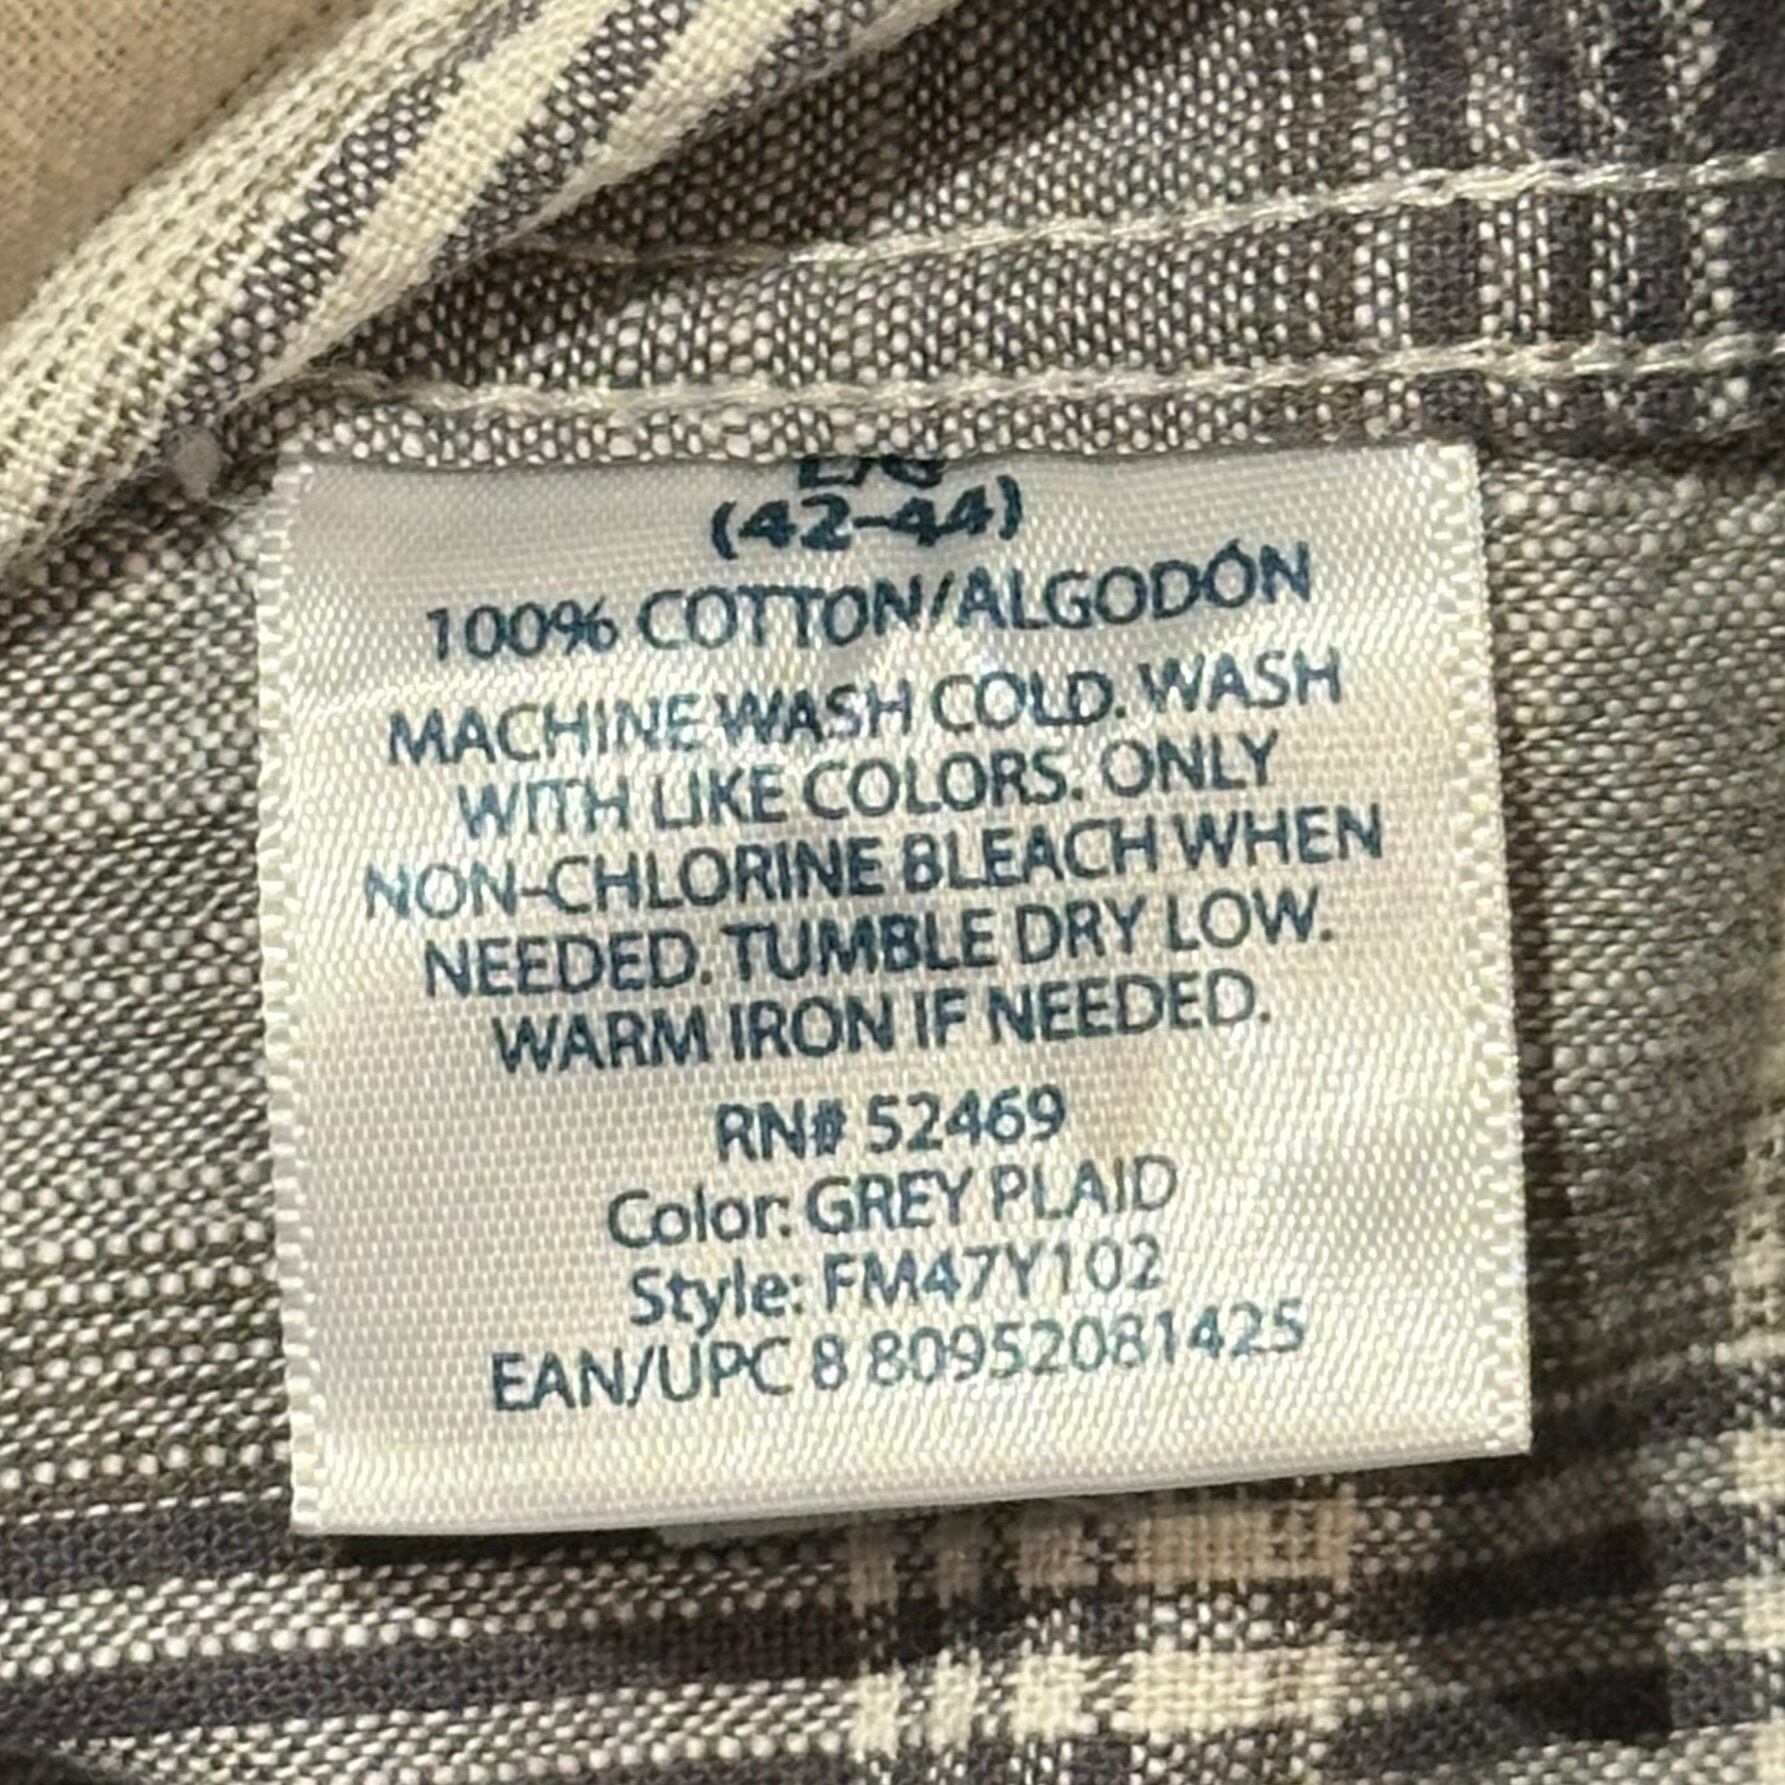 (42-44)
100% COTTON/ALGODÓN
MACHINE WASH COLD. WASH
WITH LIKE COLORS. ONLY
NON-CHLORINE BLEACH WHEN
NEEDED. TUMBLE DRY LOW.
WARM IRON IF NEEDED.
RN# 52469
Color: GREY PLAID
Style: FM47Y102
EAN/UPC 8 80952081425